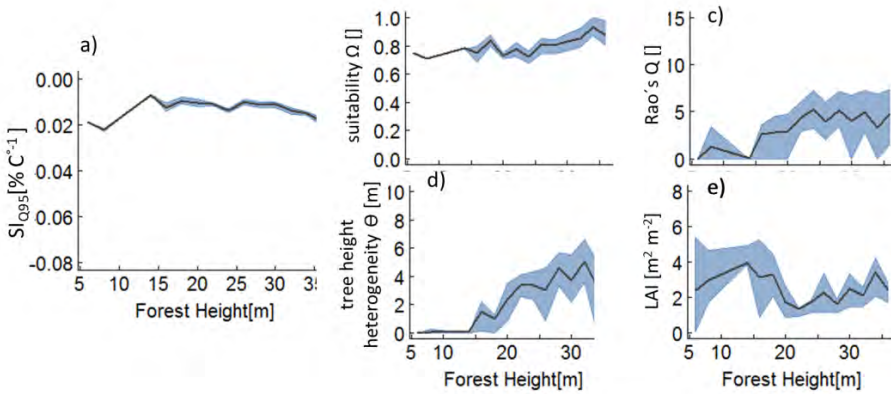 a)
SI_Q95[% C°⁻¹]
0.00
-0.02
-0.04
-0.06
-0.08
5 10 15 20 25 30 35
Forest Height[m]
suitability Ω []
1.0
0.8
0.6
0.4
0.2
0.0
c)
Rao´s Q []
15
10
5
0
d)
tree height
heterogeneity Θ [m]
10
8
6
4
2
0
10 20 30
Forest Height[m]
e)
LAI [m² m⁻²]
8
6
4
2
0
5 10 20 30
Forest Height[m]